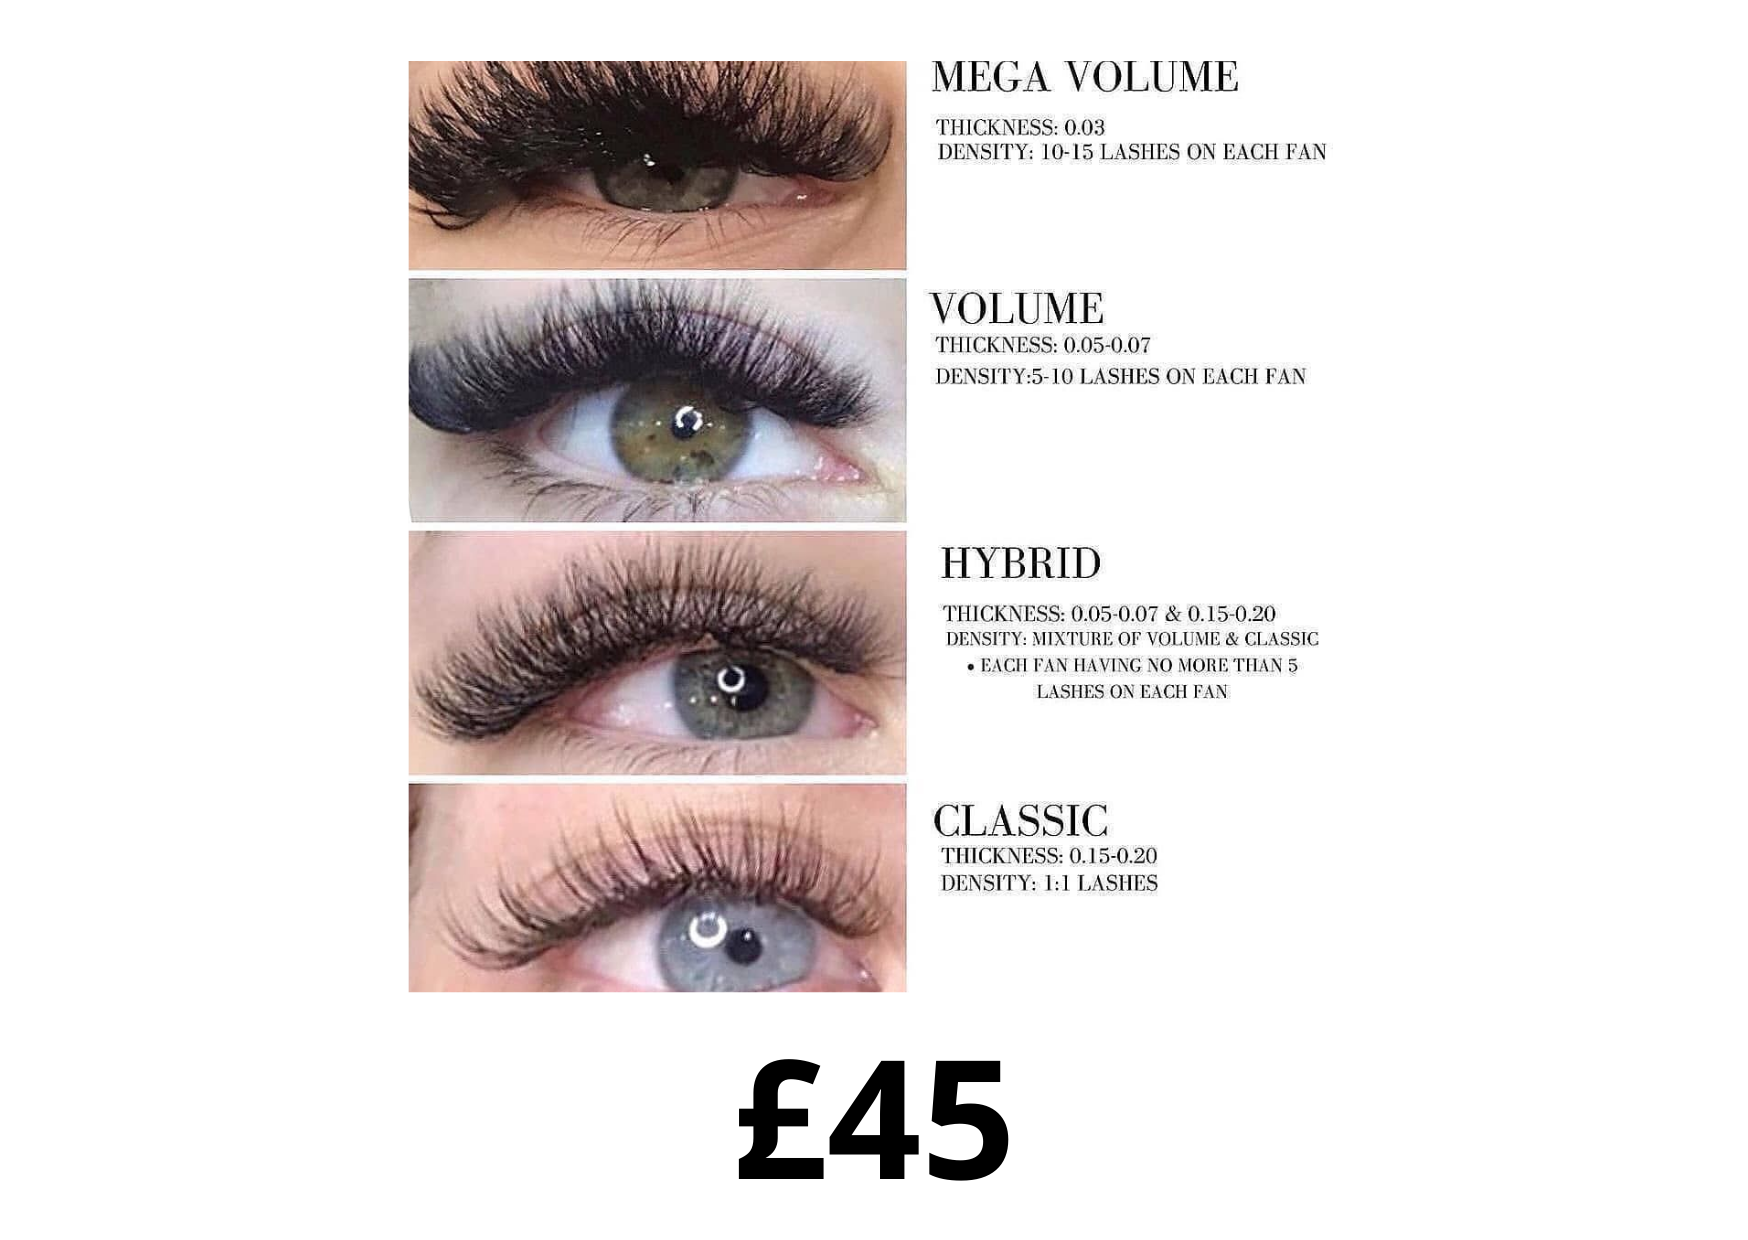 MEGA VOLUME
THICKNESS: 0.03
DENSITY: 10-15 LASHES ON EACH FAN
VOLUME
THICKNESS: 0.05-0.07
DENSITY:5-10 LASHES ON EACH FAN
HYBRID
THICKNESS: 0.05-0.07 & 0.15-0.20
DENSITY: MIXTURE OF VOLUME & CLASSIC
• EACH FAN HAVING NO MORE THAN 5
LASHES ON EACH FAN
CLASSIC
THICKNESS: 0.15-0.20
DENSITY: 1:1 LASHES
£45